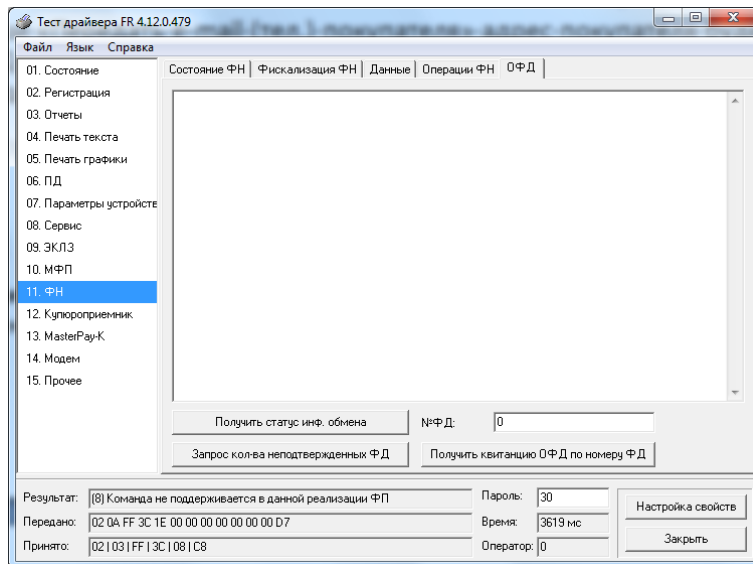 Тест драйвера FR 4.12.0.479
Файл Язык Справка
01. Состояние
02. Регистрация
03. Отчеты
04. Печать текста
05. Печать графики
06. ПД
07. Параметры устройств
08. Сервис
09. ЭКЛЗ
10. МФП
11. ФН
12. Купюроприемник
13. MasterPay-K
14. Модем
15. Прочее
Состояние ФН Фискализация ФН Данные Операции ФН ОФД
Получить статус инф. обмена №ФД: 0
Запрос кол-ва неподтвержденных ФД Получить квитанцию ОФД по номеру ФД
Результат: (8) Команда не поддерживается в данной реализации ФП Пароль: 30
Настройка свойств
Передано: 02 0A FF 3C 1E 00 00 00 00 00 00 00 D7 Время: 3619 мс
Принято: 02 | 03 | FF | 3C | 08 | C8 Оператор: 0
Закрыть